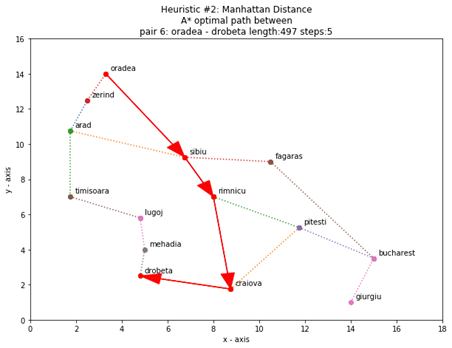 Heuristic #2: Manhattan Distance
A* optimal path between
pair 6: oradea - drobeta length:497 steps:5
16
14
12
10
8
6
4
2
0
y - axis
oradea
zerind
arad
sibiu
fagaras
timisoara
rimnicu
lugoj
pitesti
mehadia
bucharest
drobeta
craiova
giurgiu
0 2 4 6 8 10 12 14 16 18
x - axis